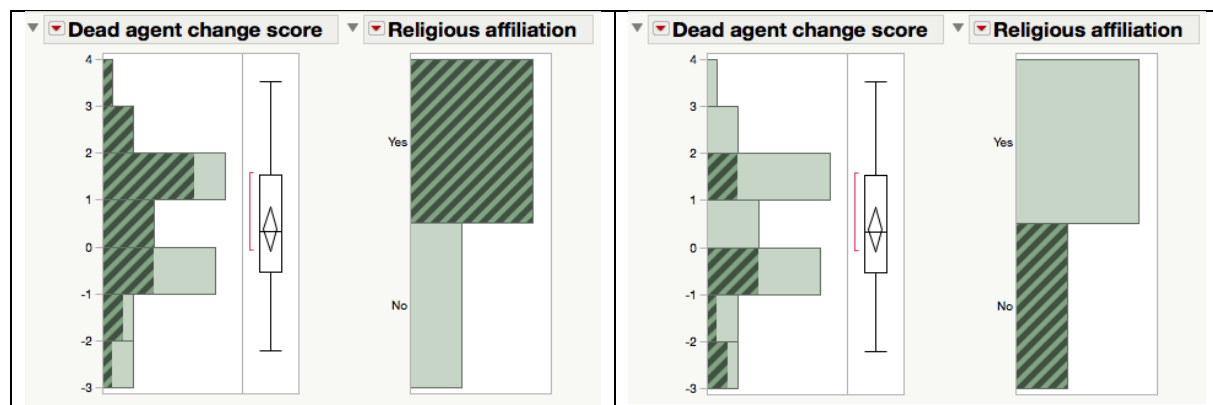 Dead agent change score
Religious affiliation
4
3
2
1
0
-1
-2
-3
Yes
No
Dead agent change score
Religious affiliation
4
3
2
1
0
-1
-2
-3
Yes
No